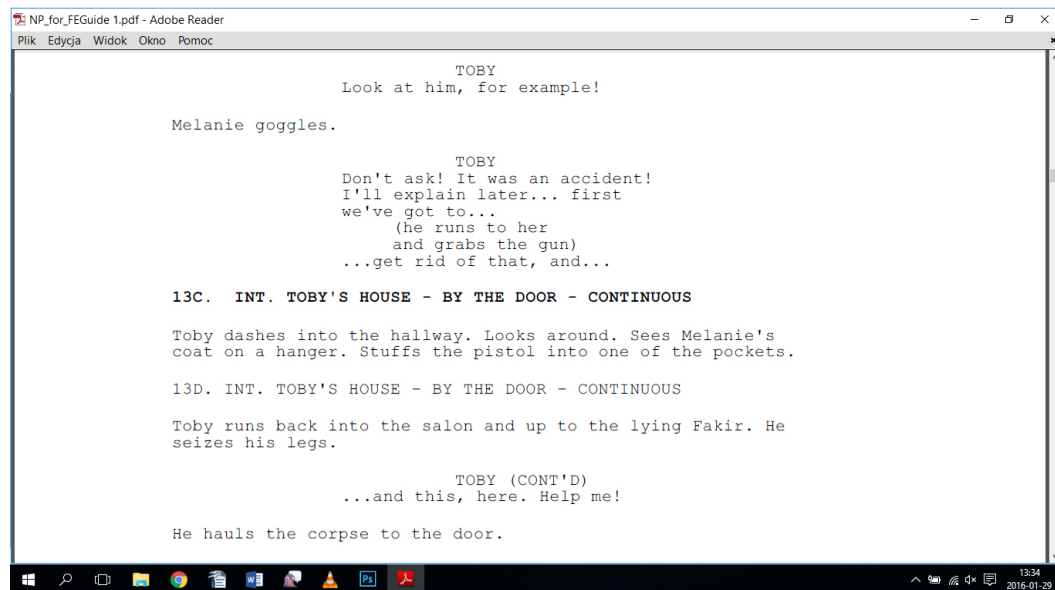 NP_for_FEGuide 1.pdf - Adobe Reader
Plik Edycja Widok Okno Pomoc
TOBY
Look at him, for example!
Melanie goggles.
TOBY
Don't ask! It was an accident!
I'll explain later... first
we've got to...
(he runs to her
and grabs the gun)
...get rid of that, and...
13C. INT. TOBY'S HOUSE - BY THE DOOR - CONTINUOUS
Toby dashes into the hallway. Looks around. Sees Melanie's
coat on a hanger. Stuffs the pistol into one of the pockets.
13D. INT. TOBY'S HOUSE - BY THE DOOR - CONTINUOUS
Toby runs back into the salon and up to the lying Fakir. He
seizes his legs.
TOBY (CONT'D)
...and this, here. Help me!
He hauls the corpse to the door.
Ps
13:34
2016-01-29